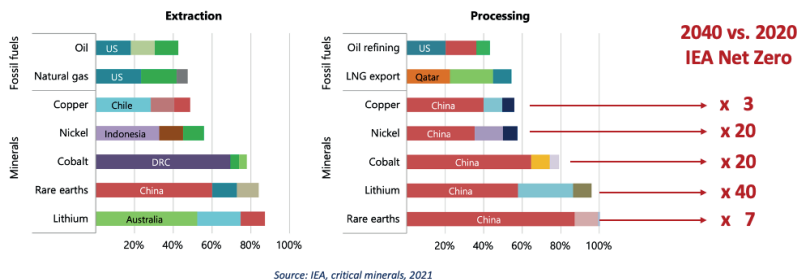 Extraction
Processing
2040 vs. 2020
IEA Net Zero
Fossil fuels
Oil
US
Natural gas
US
Minerals
Copper
Chile
Nickel
Indonesia
Cobalt
DRC
Rare earths
China
Lithium
Australia
20% 40% 60% 80% 100%
Fossil fuels
Oil refining
US
LNG export
Qatar
Minerals
Copper
China
x 3
Nickel
China
x 20
Cobalt
China
x 20
Lithium
China
x 40
Rare earths
China
x 7
20% 40% 60% 80% 100%
Source: IEA, critical minerals, 2021